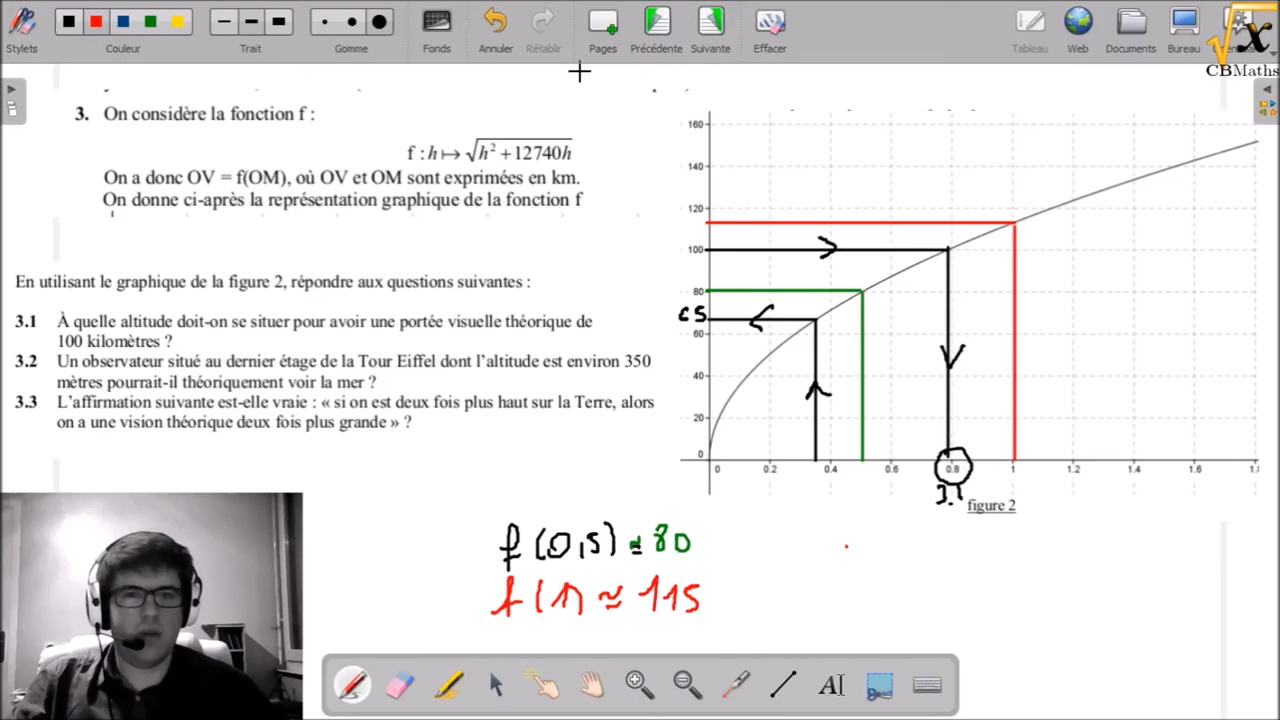 Stylets Couleur Trait Gomme Fonds Annuler Rétablir Pages Précédente Suivante Effacer Tableau Web Documents Bureau
CBMaths
3. On considère la fonction f :
f : h ↦ √h² + 12740h
On a donc OV = f(OM), où OV et OM sont exprimées en km.
On donne ci-après la représentation graphique de la fonction f
En utilisant le graphique de la figure 2, répondre aux questions suivantes :
3.1 À quelle altitude doit-on se situer pour avoir une portée visuelle théorique de
100 kilomètres ?
3.2 Un observateur situé au dernier étage de la Tour Eiffel dont l'altitude est environ 350
mètres pourrait-il théoriquement voir la mer ?
3.3 L'affirmation suivante est-elle vraie : « si on est deux fois plus haut sur la Terre, alors
on a une vision théorique deux fois plus grande » ?
160
140
120
100
80
65
60
40
20
0
0 0.2 0.4 0.6 0.8 1 1.2 1.4 1.6 1.8
3.1
figure 2
f(0,5) ≈ 80
f(1) ≈ 115
AI